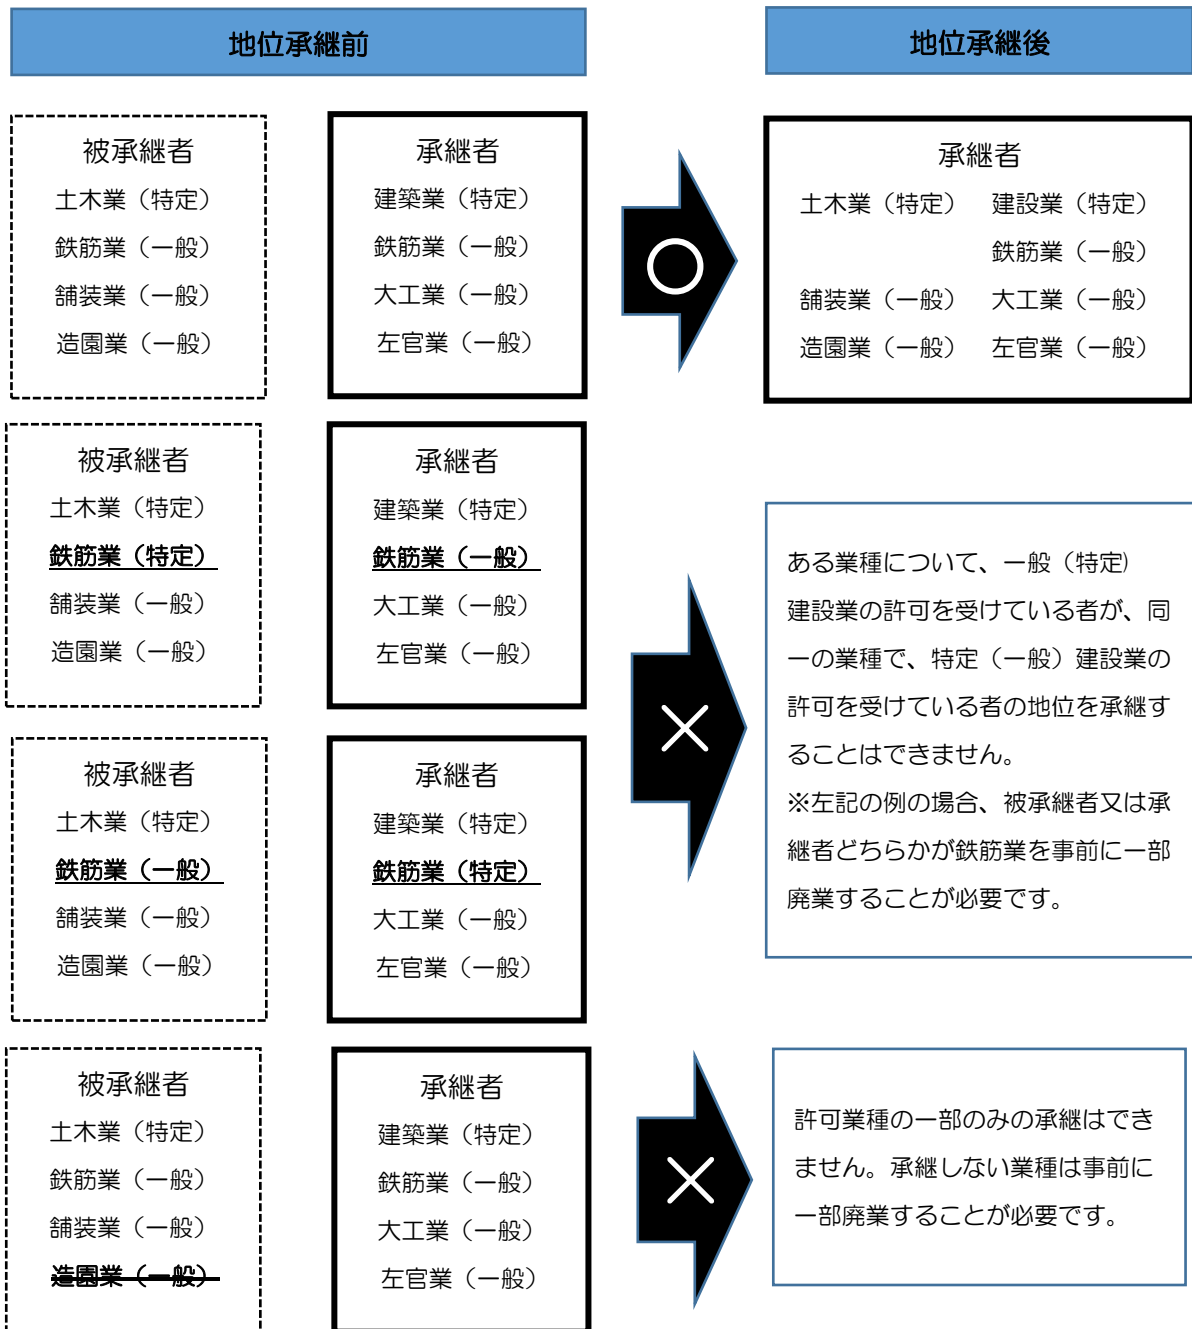 地位承継前
地位承継後
被承継者
土木業（特定）
鉄筋業（一般）
舗装業（一般）
造園業（一般）
承継者
建築業（特定）
鉄筋業（一般）
大工業（一般）
左官業（一般）
○
承継者
土木業（特定） 建設業（特定）
鉄筋業（一般）
舗装業（一般） 大工業（一般）
造園業（一般） 左官業（一般）
被承継者
土木業（特定）
鉄筋業（特定）
舗装業（一般）
造園業（一般）
承継者
建築業（特定）
鉄筋業（一般）
大工業（一般）
左官業（一般）
被承継者
土木業（特定）
鉄筋業（一般）
舗装業（一般）
造園業（一般）
承継者
建築業（特定）
鉄筋業（特定）
大工業（一般）
左官業（一般）
×
ある業種について、一般（特定)
建設業の許可を受けている者が、同
一の業種で、特定（一般）建設業の
許可を受けている者の地位を承継す
ることはできません。
※左記の例の場合、被承継者又は承
継者どちらかが鉄筋業を事前に一部
廃業することが必要です。
被承継者
土木業（特定）
鉄筋業（一般）
舗装業（一般）
造園業（一般）
承継者
建築業（特定）
鉄筋業（一般）
大工業（一般）
左官業（一般）
×
許可業種の一部のみの承継はでき
ません。承継しない業種は事前に
一部廃業することが必要です。